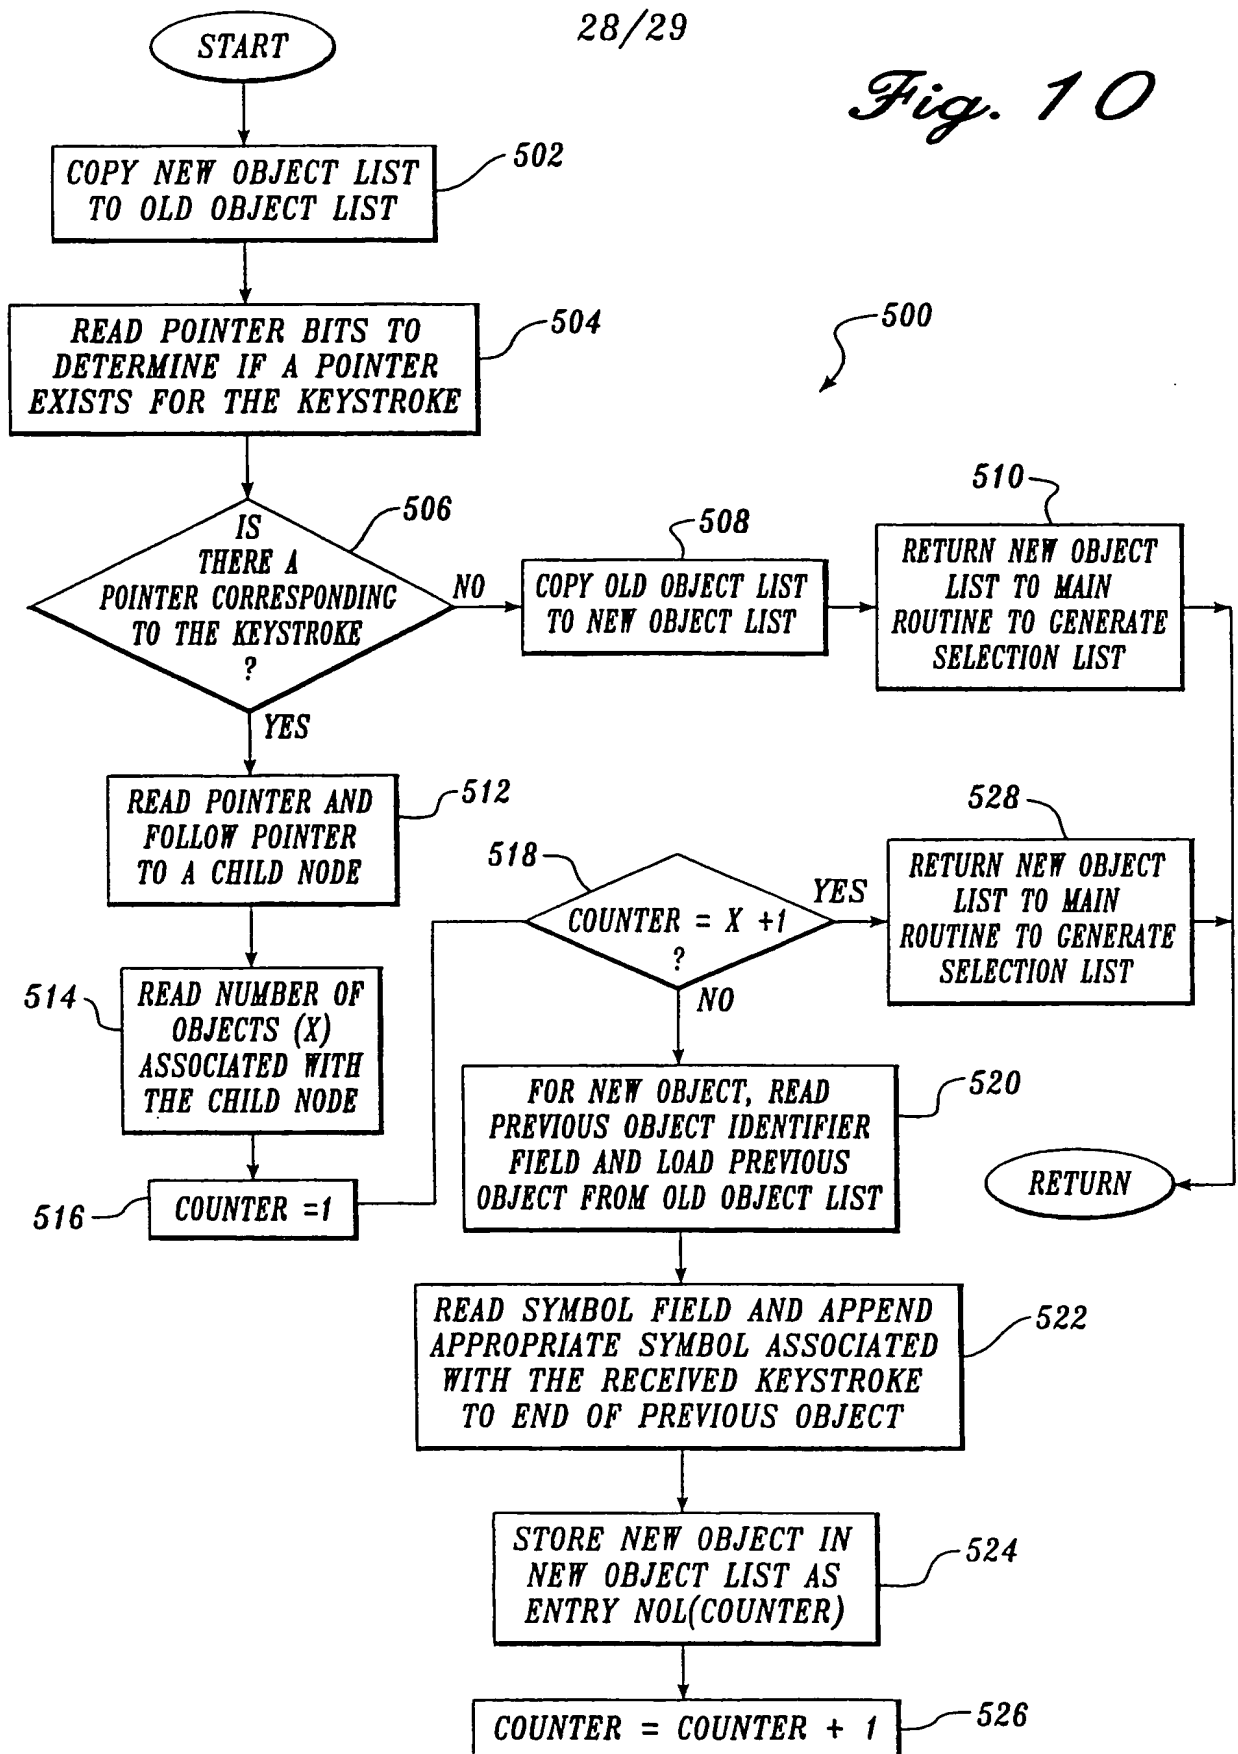 28/29
Fig. 10
START
COPY NEW OBJECT LIST
TO OLD OBJECT LIST
502
READ POINTER BITS TO
DETERMINE IF A POINTER
EXISTS FOR THE KEYSTROKE
504
500
IS
THERE A
POINTER CORRESPONDING
TO THE KEYSTROKE
?
506
NO
508
COPY OLD OBJECT LIST
TO NEW OBJECT LIST
510
RETURN NEW OBJECT
LIST TO MAIN
ROUTINE TO GENERATE
SELECTION LIST
YES
READ POINTER AND
FOLLOW POINTER
TO A CHILD NODE
512
514
READ NUMBER OF
OBJECTS (X)
ASSOCIATED WITH
THE CHILD NODE
516
COUNTER =1
518
COUNTER = X +1
?
YES
528
RETURN NEW OBJECT
LIST TO MAIN
ROUTINE TO GENERATE
SELECTION LIST
NO
FOR NEW OBJECT, READ
PREVIOUS OBJECT IDENTIFIER
FIELD AND LOAD PREVIOUS
OBJECT FROM OLD OBJECT LIST
520
RETURN
READ SYMBOL FIELD AND APPEND
APPROPRIATE SYMBOL ASSOCIATED
WITH THE RECEIVED KEYSTROKE
TO END OF PREVIOUS OBJECT
522
STORE NEW OBJECT IN
NEW OBJECT LIST AS
ENTRY NOL(COUNTER)
524
COUNTER = COUNTER + 1
526